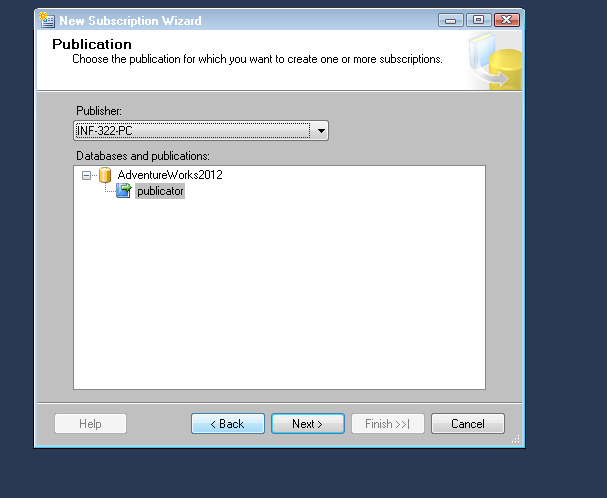 New Subscription Wizard
Publication
Choose the publication for which you want to create one or more subscriptions.
Publisher:
INF-322-PC
Databases and publications:
AdventureWorks2012
publicator
Help
< Back
Next >
Finish >>|
Cancel